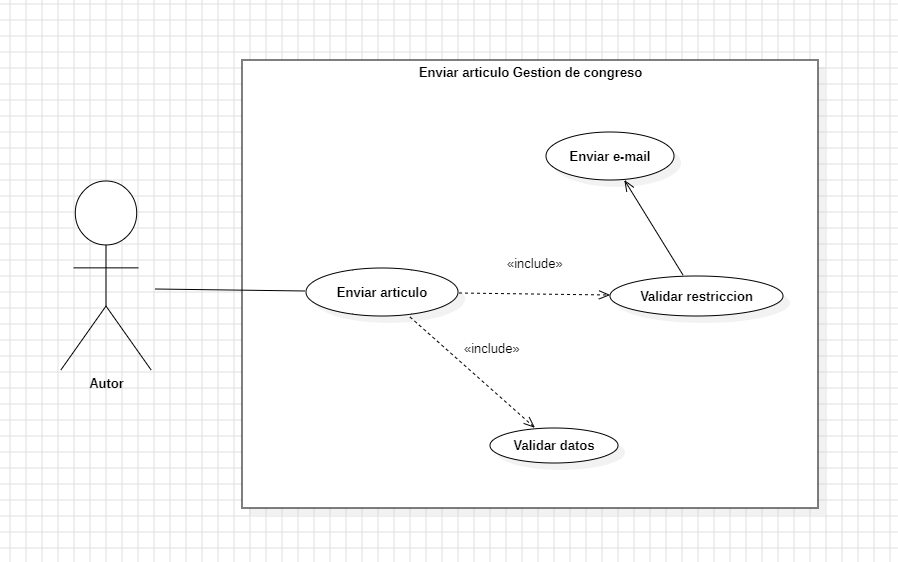 Enviar articulo Gestion de congreso
Enviar e-mail
«include»
Enviar articulo
Validar restriccion
«include»
Autor
Validar datos